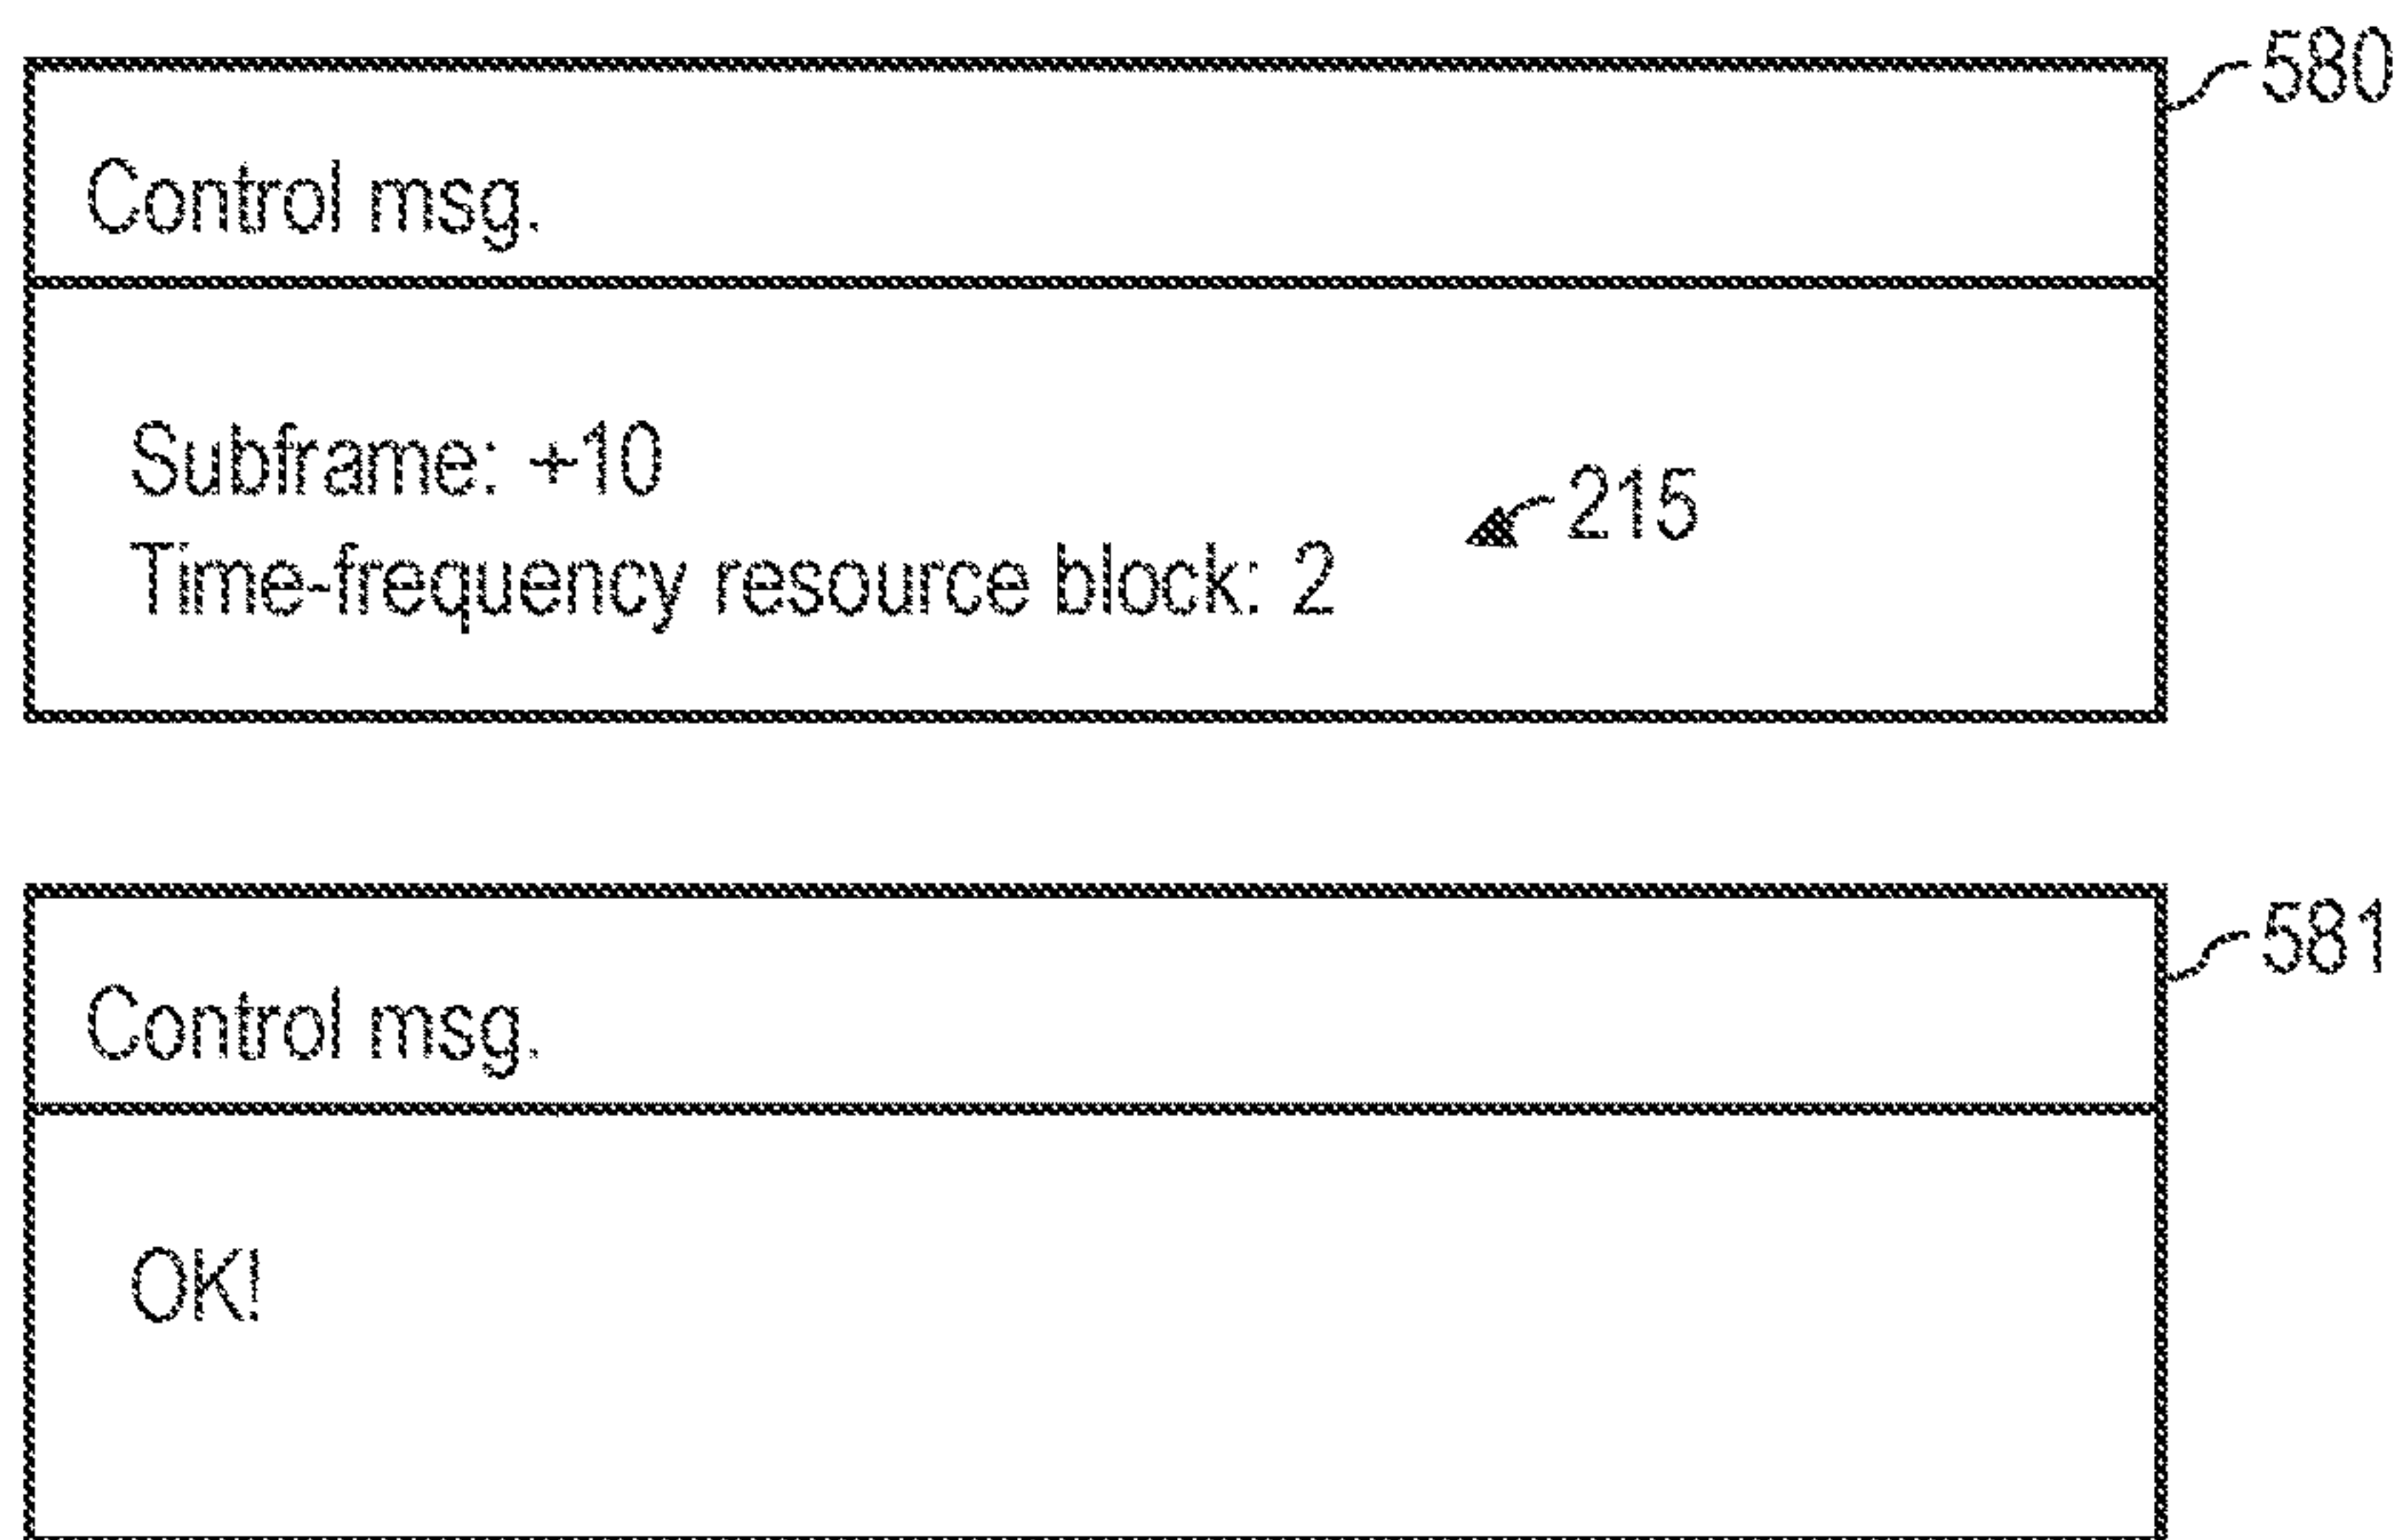 580
Control msg.
Subframe: +10
215
Time-frequency resource block: 2
581
Control msg.
OK!